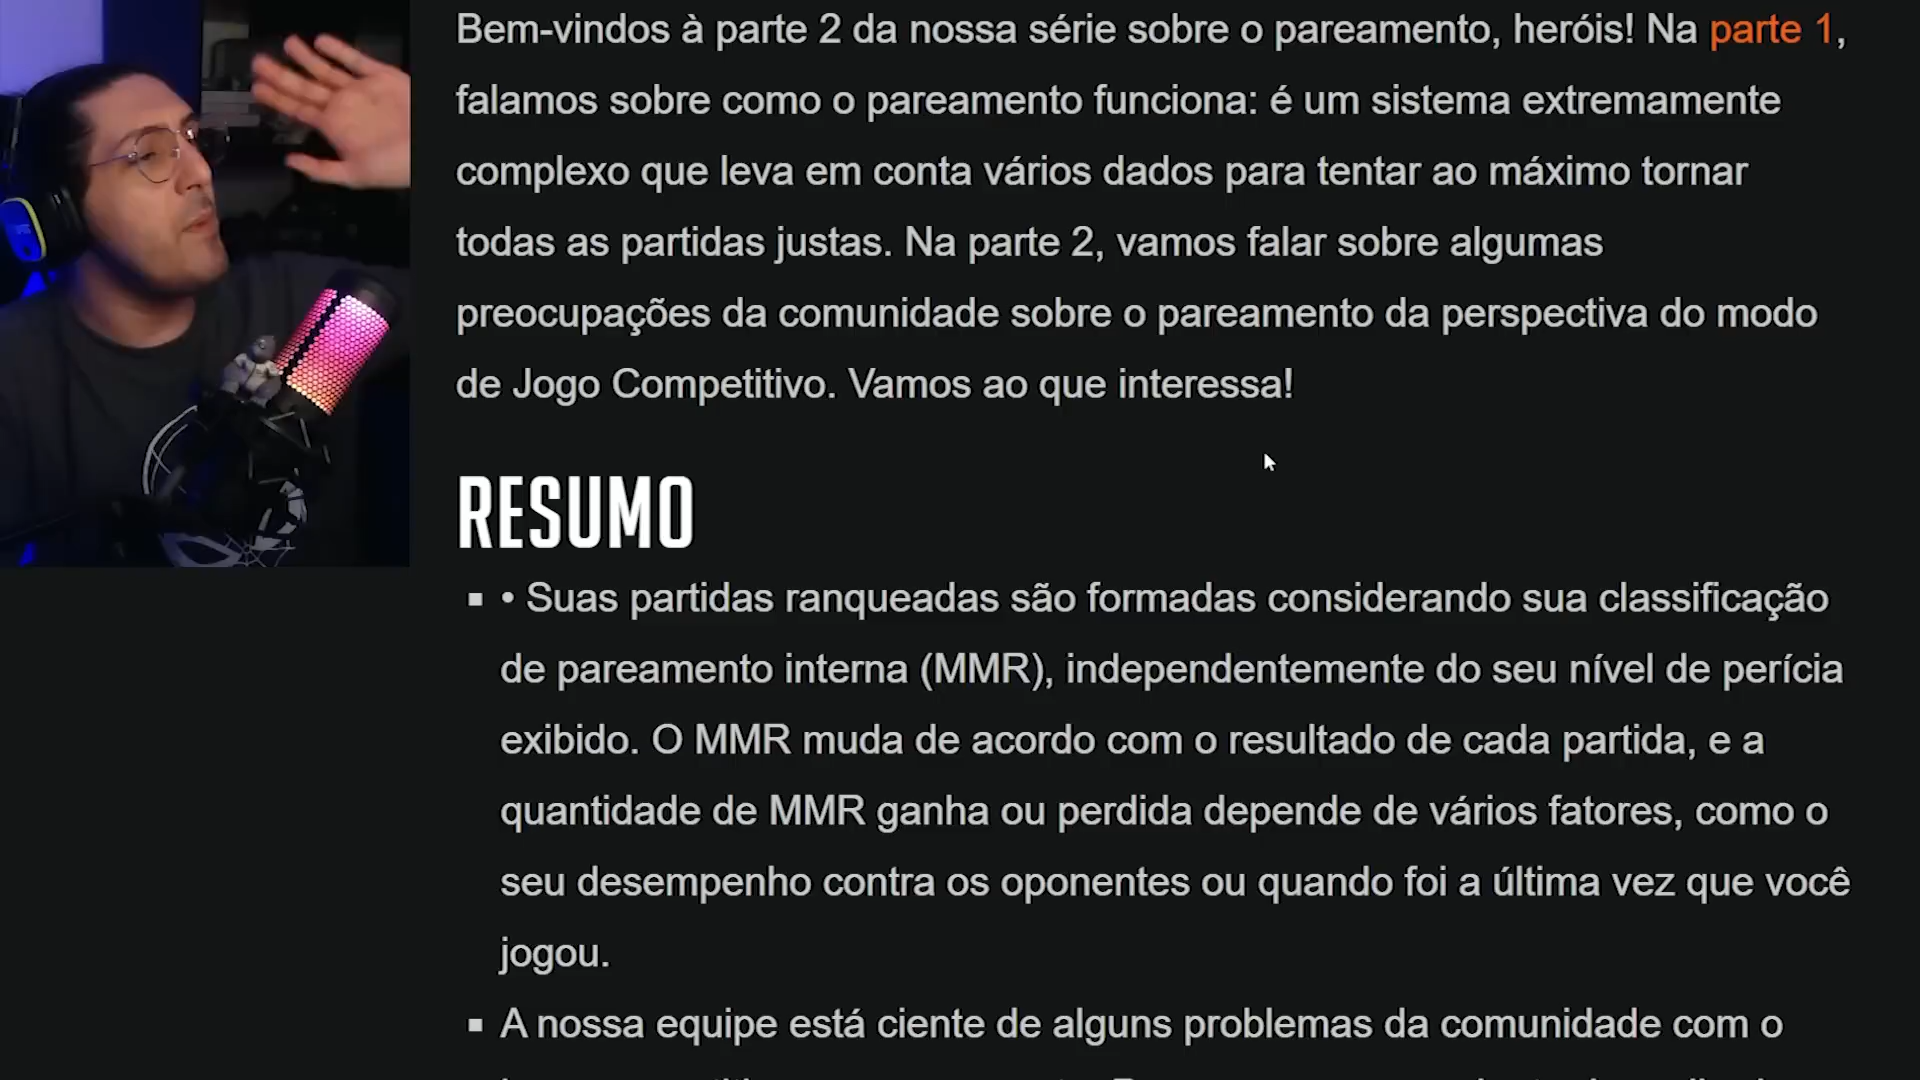 Bem-vindos à parte 2 da nossa série sobre o pareamento, heróis! Na parte 1,
falamos sobre como o pareamento funciona: é um sistema extremamente
complexo que leva em conta vários dados para tentar ao máximo tornar
todas as partidas justas. Na parte 2, vamos falar sobre algumas
preocupações da comunidade sobre o pareamento da perspectiva do modo
de Jogo Competitivo. Vamos ao que interessa!
RESUMO
• Suas partidas ranqueadas são formadas considerando sua classificação
de pareamento interna (MMR), independentemente do seu nível de perícia
exibido. O MMR muda de acordo com o resultado de cada partida, e a
quantidade de MMR ganha ou perdida depende de vários fatores, como o
seu desempenho contra os oponentes ou quando foi a última vez que você
jogou.
A nossa equipe está ciente de alguns problemas da comunidade com o